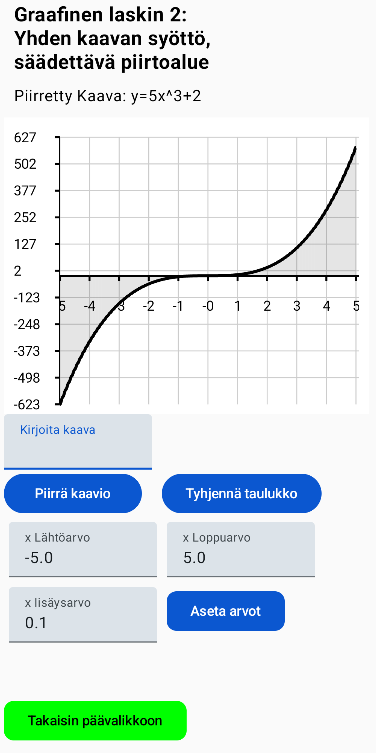 Graafinen laskin 2:
Yhden kaavan syöttö,
säädettävä piirtoalue
Piirretty Kaava: y=5x^3+2
627
502
377
252
127
2
-123
-248
-373
-498
-623
5 -4 -3 -2 -1 -0 1 2 3 4 5
Kirjoita kaava
Piirrä kaavio Tyhjennä taulukko
x Lähtöarvo x Loppuarvo
-5.0 5.0
x lisäysarvo
0.1
Aseta arvot
Takaisin päävalikkoon